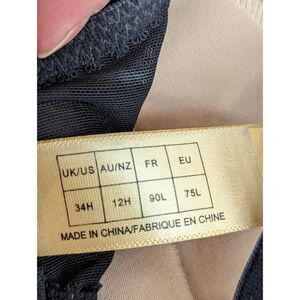 UK/US AU/NZ FR EU
34H 12H 90L 75L
MADE IN CHINA/FABRIQUE EN CHINE